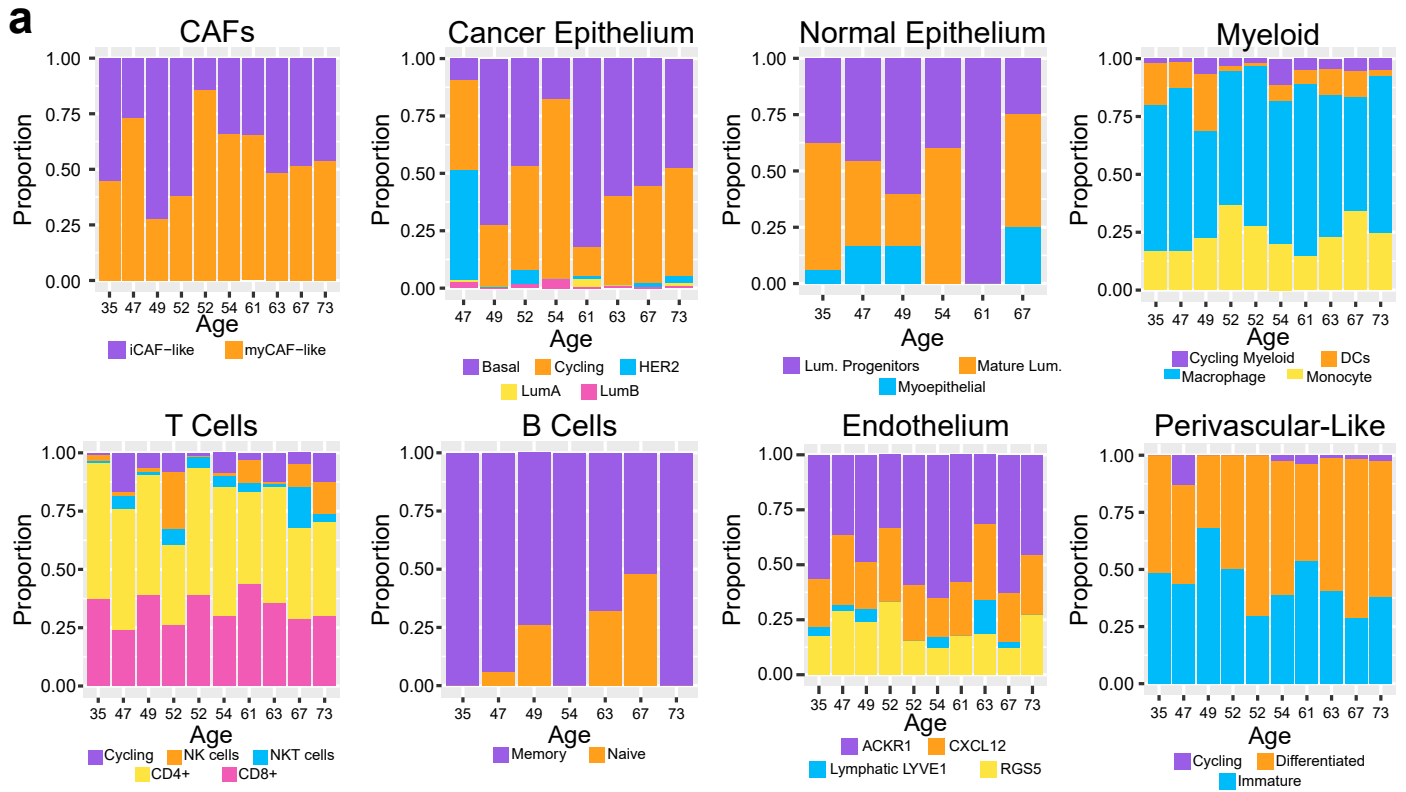 a
CAFs
Proportion
1.00
0.75
0.50
0.25
0.00
35 47 49 52 52 54 61 63 67 73
Age
iCAF−like myCAF−like
Cancer Epithelium
Proportion
1.00
0.75
0.50
0.25
0.00
47 49 52 54 61 63 67 73
Age
Basal Cycling HER2
LumA LumB
Normal Epithelium
Proportion
1.00
0.75
0.50
0.25
0.00
35 47 49 54 61 67
Age
Lum. Progenitors Mature Lum.
Myoepithelial
Myeloid
Proportion
1.00
0.75
0.50
0.25
0.00
35 47 49 52 52 54 61 63 67 73
Age
Cycling Myeloid DCs
Macrophage Monocyte
T Cells
Proportion
1.00
0.75
0.50
0.25
0.00
35 47 49 52 52 54 61 63 67 73
Age
Cycling NK cells NKT cells
CD4+ CD8+
B Cells
Proportion
1.00
0.75
0.50
0.25
0.00
35 47 49 54 63 67 73
Age
Memory Naive
Endothelium
Proportion
1.00
0.75
0.50
0.25
0.00
35 47 49 52 52 54 61 63 67 73
Age
ACKR1 CXCL12
Lymphatic LYVE1 RGS5
Perivascular-Like
Proportion
1.00
0.75
0.50
0.25
0.00
35 47 49 52 52 54 61 63 67 73
Age
Cycling Differentiated
Immature